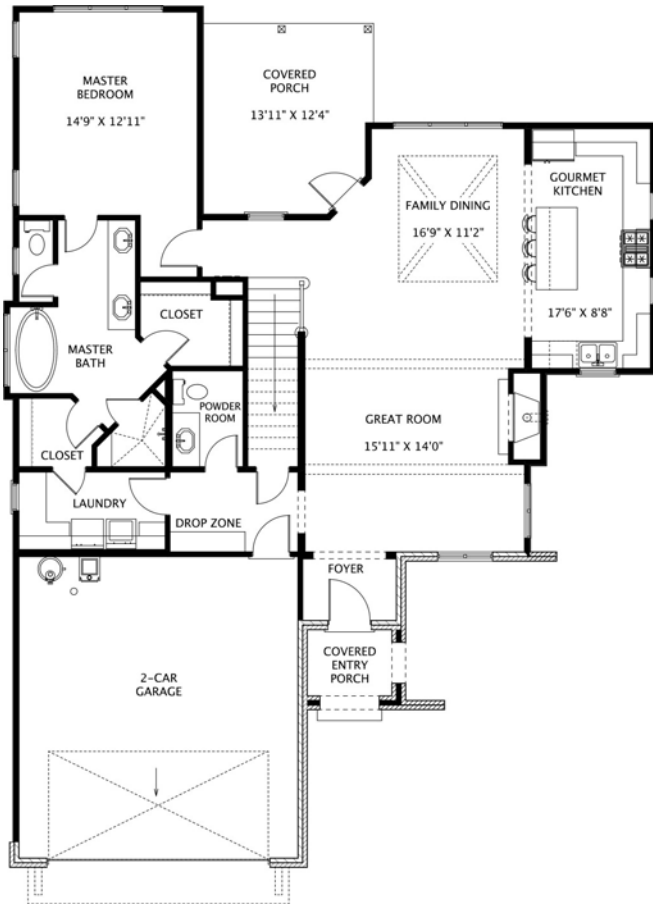 MASTER
BEDROOM
14'9" X 12'11"
COVERED
PORCH
13'11" X 12'4"
FAMILY DINING
16'9" X 11'2"
GOURMET
KITCHEN
17'6" X 8'8"
CLOSET
MASTER
BATH
POWDER
ROOM
GREAT ROOM
15'11" X 14'0"
CLOSET
LAUNDRY
DROP ZONE
FOYER
COVERED
ENTRY
PORCH
2-CAR
GARAGE